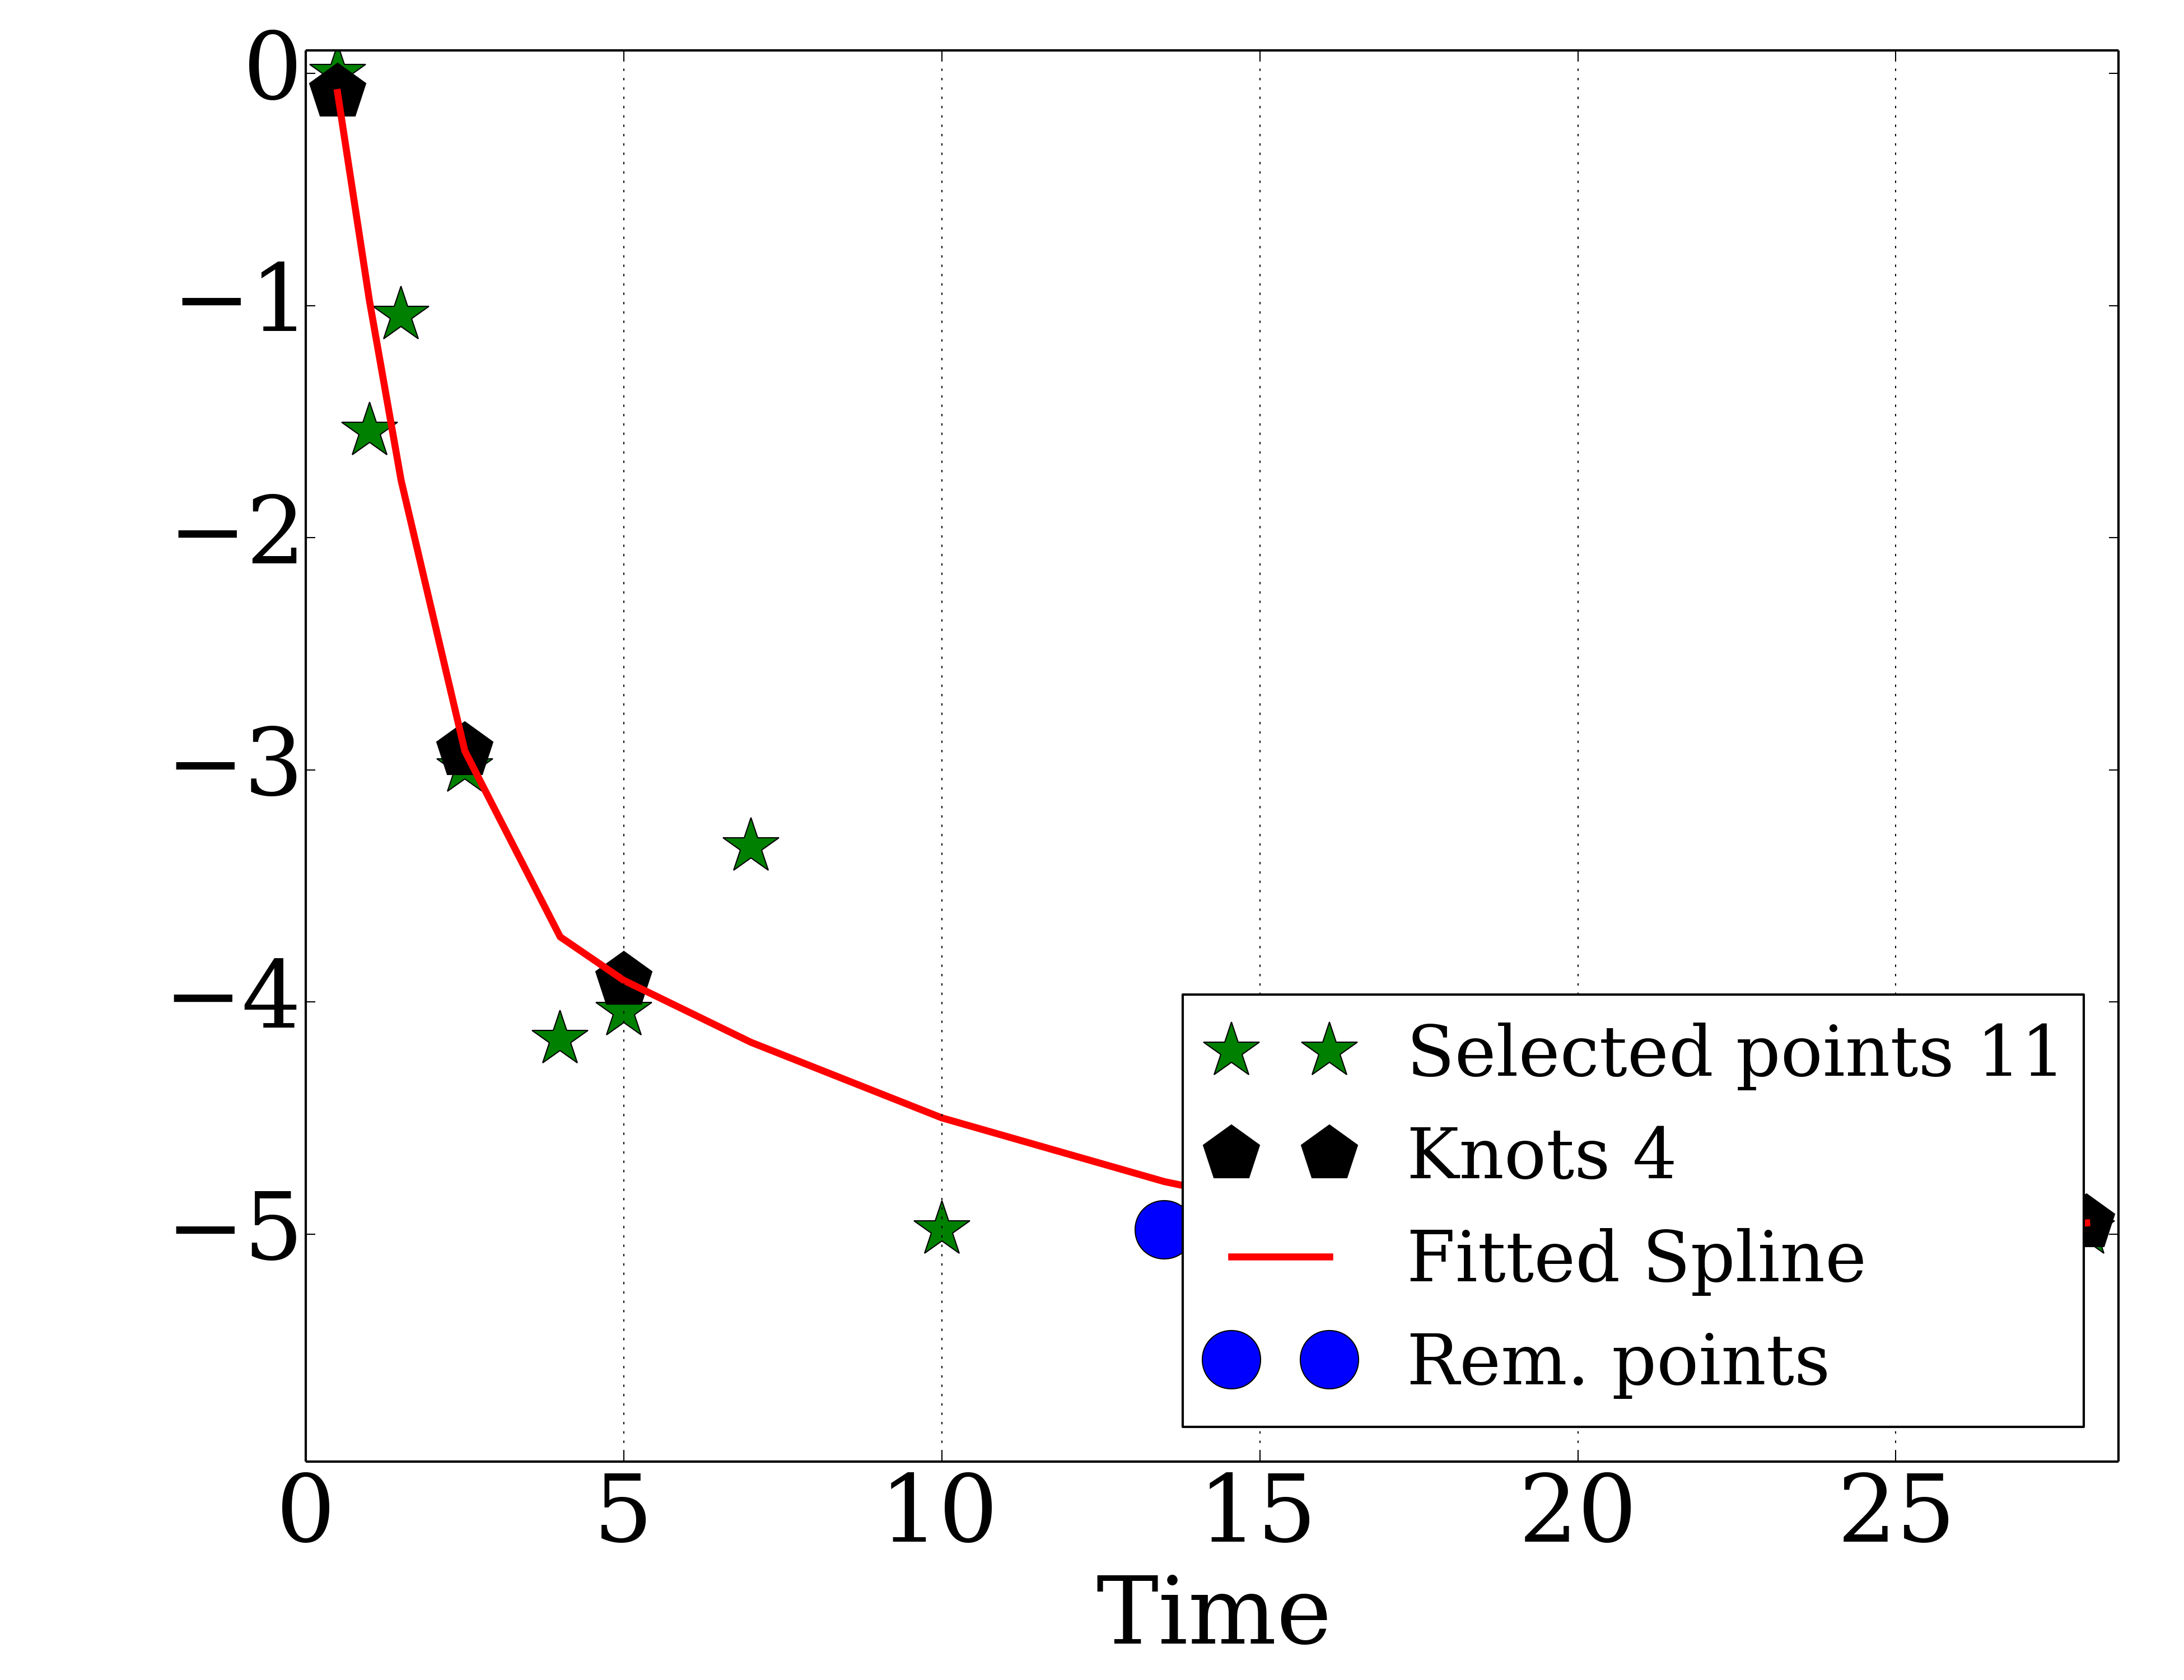 0
−1
−2
−3
−4
−5
Selected points 11
Knots 4
Fitted Spline
Rem. points
0 5 10 15 20 25
Time